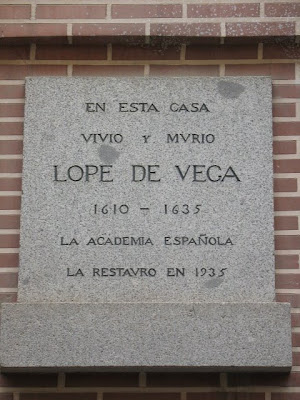 EN ESTA CASA
VIVIO Y MVRIO
LOPE DE VEGA
1610 – 1635
LA ACADEMIA ESPAÑOLA
LA RESTAVRO EN 1935